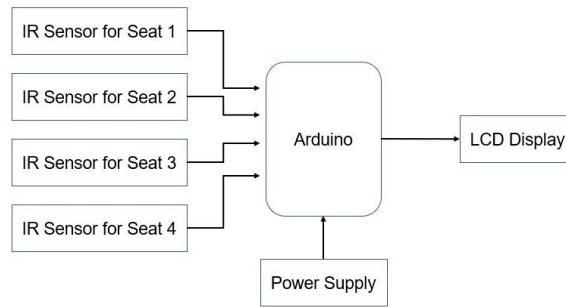 IR Sensor for Seat 1
IR Sensor for Seat 2
IR Sensor for Seat 3
IR Sensor for Seat 4
Arduino
LCD Display
Power Supply